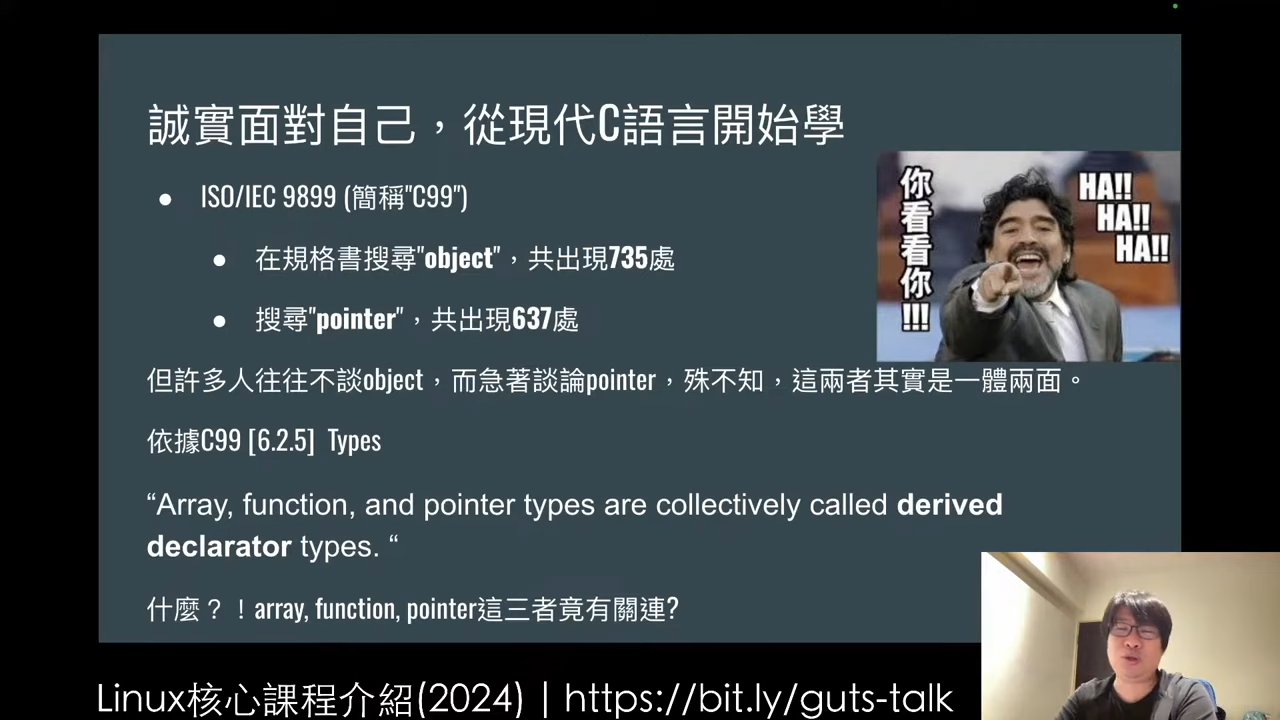 誠實面對自己，從現代C語言開始學
● ISO/IEC 9899 (簡稱"C99")
● 在規格書搜尋"object"，共出現735處
● 搜尋"pointer"，共出現637處
你看看你!!!
HA!!
HA!!
HA!!
但許多人往往不談object，而急著談論pointer，殊不知，這兩者其實是一體兩面。
依據C99 [6.2.5] Types
“Array, function, and pointer types are collectively called derived
declarator types. “
什麼？！array, function, pointer這三者竟有關連?
Linux核心課程介紹(2024) | https://bit.ly/guts-talk